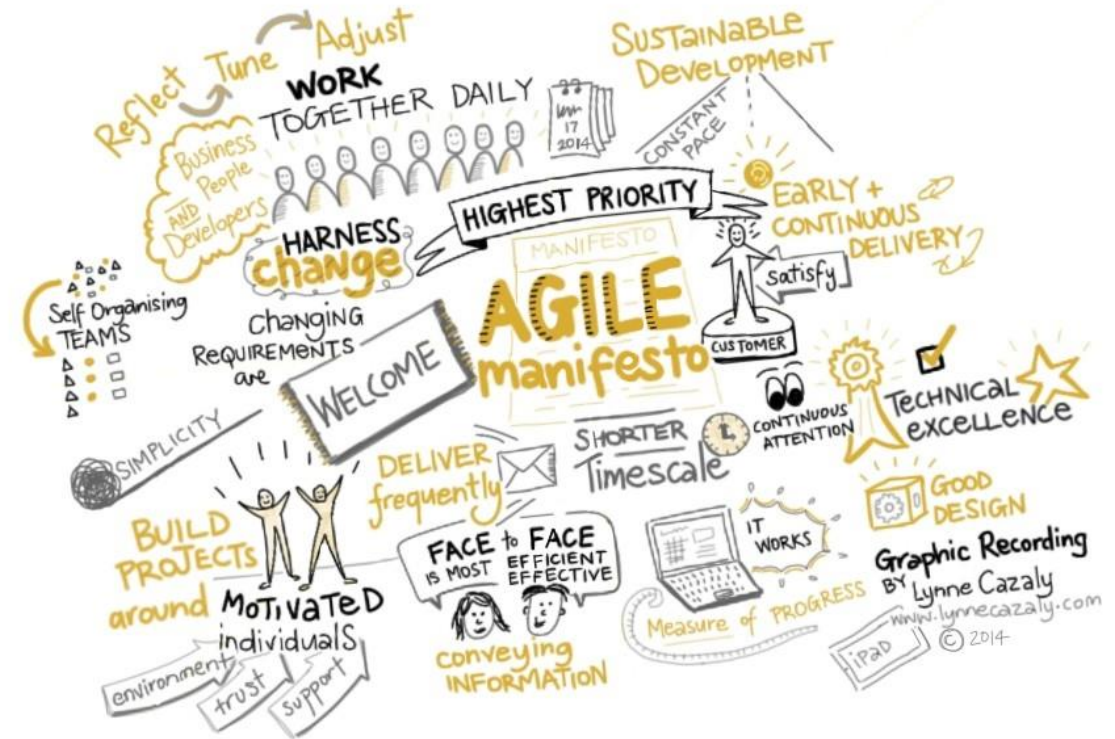 Reflect
Tune
Adjust
WORK
TOGETHER DAILY
17
2014
Business
People
AND
Developers
SUSTAINABLE
DEVELOPMENT
CONSTANT
PACE
HIGHEST PRIORITY
EARLY +
CONTINUOUS
DELIVERY
satisfy
CUSTOMER
HARNESS
change
CHANGING
REQUIREMENTS
are
WELCOME
MANIFESTO
AGILE
manifesto
Self Organising
TEAMS
SIMPLICITY
DELIVER
frequently
SHORTER
Timescale
CONTINUOUS
ATTENTION
TECHNICAL
excellence
GOOD
DESIGN
BUILD
PROJECTS
around
MOTIVATED
individuals
environment
trust
support
FACE to FACE
IS MOST EFFICIENT
EFFECTIVE
conveying
INFORMATION
IT
WORKS
Measure of PROGRESS
Graphic Recording
BY Lynne Cazaly
www.lynnecazaly.com
© 2014
iPaD